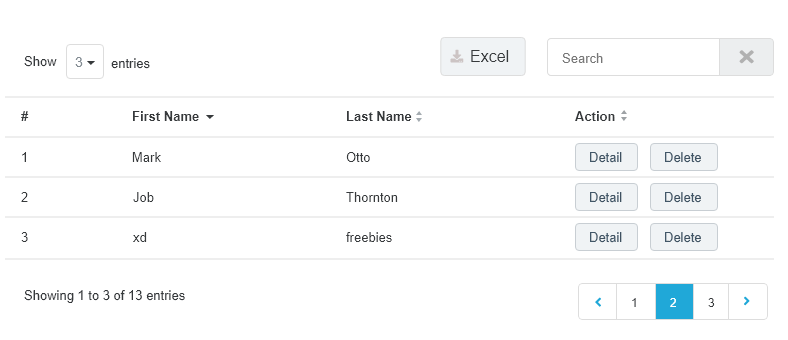 Show 3 entries Excel Search
# First Name Last Name Action
1 Mark Otto Detail Delete
2 Job Thornton Detail Delete
3 xd freebies Detail Delete
Showing 1 to 3 of 13 entries 1 2 3